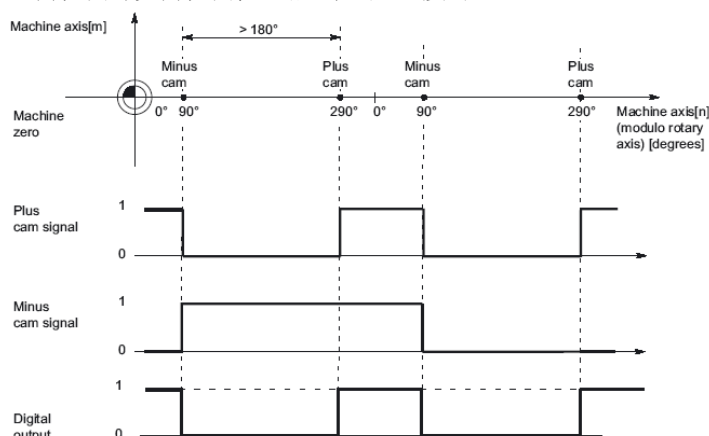 Machine axis[m]
> 180°
Minus cam
Plus cam
Minus cam
Plus cam
Machine zero
0° 90° 290° 0° 90° 290°
Machine axis[n] (modulo rotary axis) [degrees]
Plus cam signal
1
0
Minus cam signal
1
0
Digital output
1
0